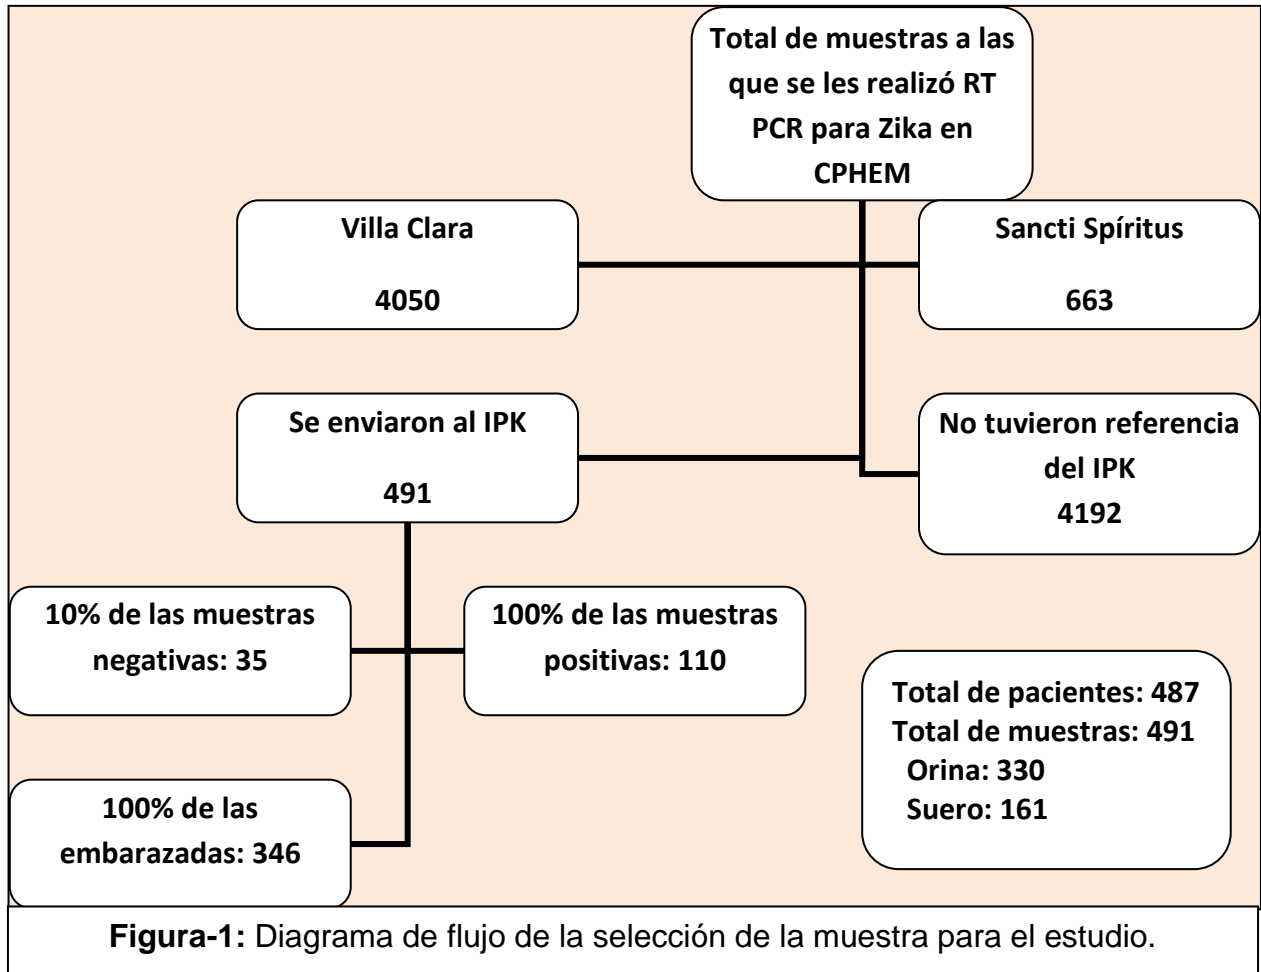 Total de muestras a las
que se les realizó RT
PCR para Zika en
CPHEM
Villa Clara
4050
Sancti Spíritus
663
Se enviaron al IPK
491
No tuvieron referencia
del IPK
4192
10% de las muestras
negativas: 35
100% de las muestras
positivas: 110
100% de las
embarazadas: 346
Total de pacientes: 487
Total de muestras: 491
Orina: 330
Suero: 161
Figura-1: Diagrama de flujo de la selección de la muestra para el estudio.